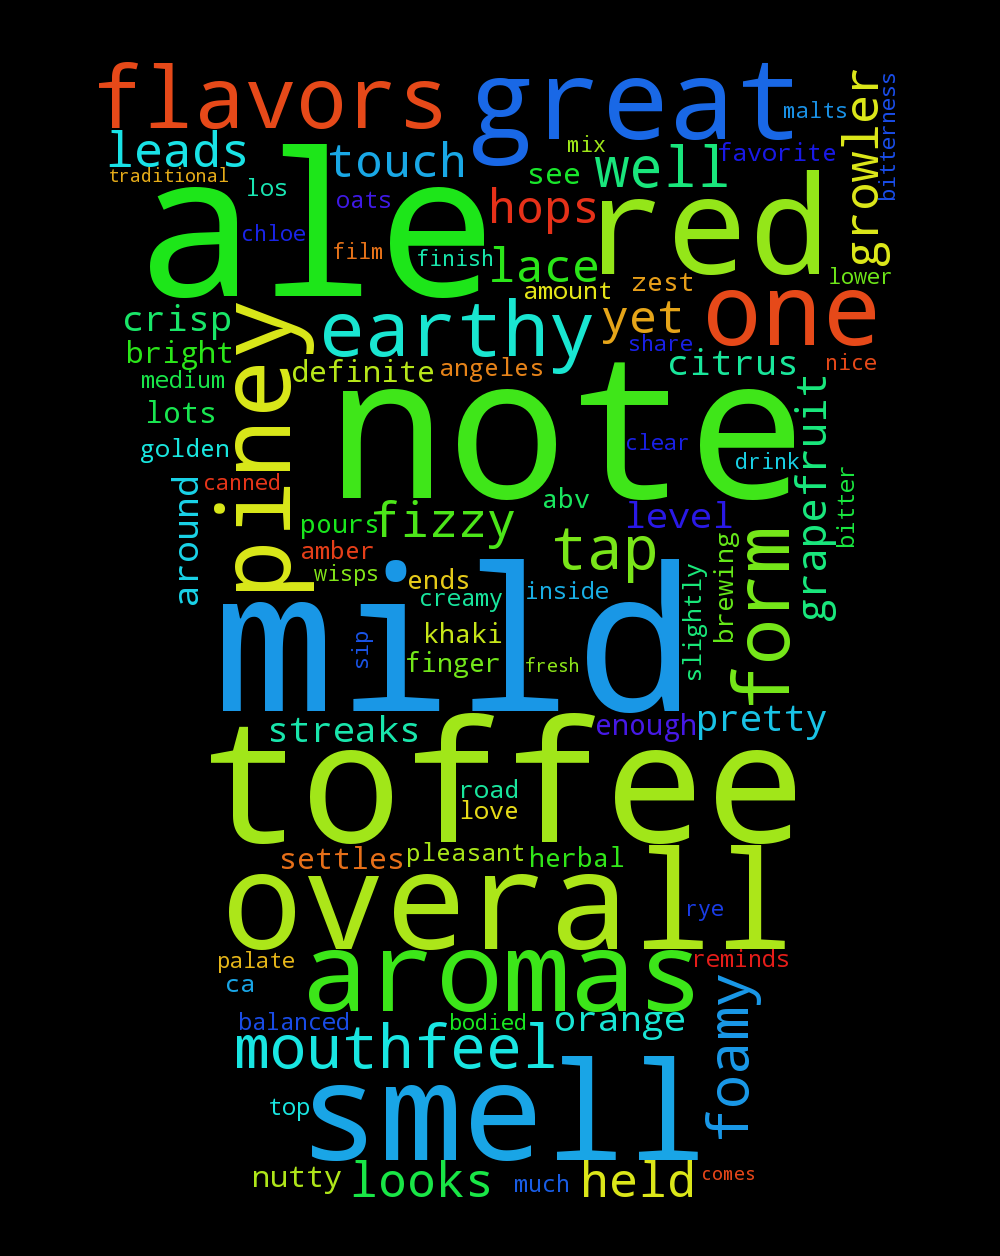 flavors
great
malts
bitterness
growler
leads
touch
mix
well
favorite
traditional
los
see
ale
oats
hops
red
chloe
film
finish
lace
amount
zest
lower
crisp
piney
earthy
yet
one
bright
share
citrus
nice
medium
definite
angeles
note
lots
golden
clear
drink
grapefruit
canned
around
abv
bitter
pours
fizzy
level
amber
tap
form
wisps
ends
brewing
mild
creamy
inside
slightly
sip
khaki
finger
fresh
streaks
enough
pretty
toffee
road
love
settles
pleasant
herbal
overall
rye
palate
aromas
reminds
ca
foamy
balanced
bodied
orange
mouthfeel
top
smell
nutty
looks
much
held
comes